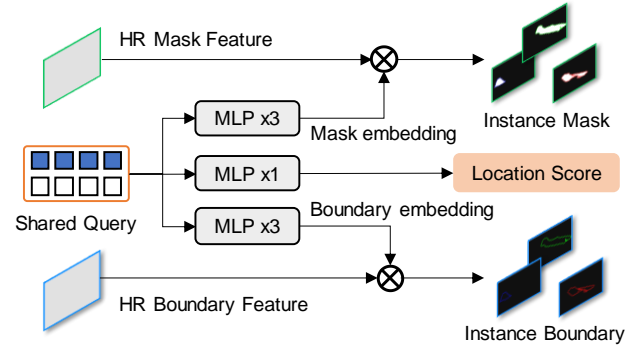 HR Mask Feature
MLP x3
Mask embedding
Instance Mask
MLP x1
Location Score
Shared Query
Boundary embedding
MLP x3
HR Boundary Feature
Instance Boundary